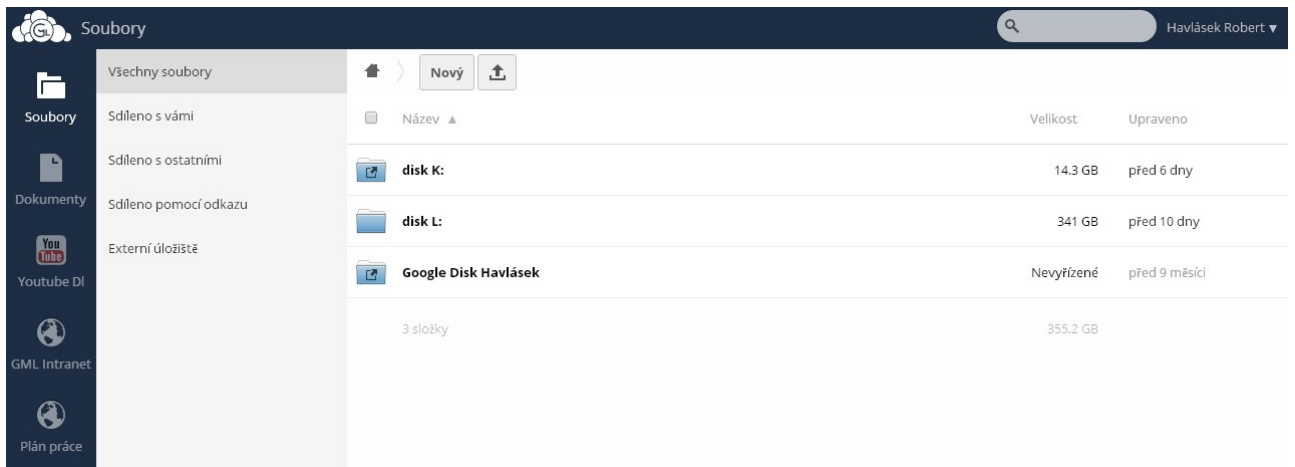 GL Soubory
Havlásek Robert ▼
Soubory
Dokumenty
You Tube
Youtube Dl
GML Intranet
Plán práce
Všechny soubory
Sdíleno s vámi
Sdíleno s ostatními
Sdíleno pomocí odkazu
Externí úložiště
Nový
Název ▲ Velikost Upraveno
disk K: 14.3 GB před 6 dny
disk L: 341 GB před 10 dny
Google Disk Havlásek Nevyřízené před 9 měsíci
3 složky 355.2 GB